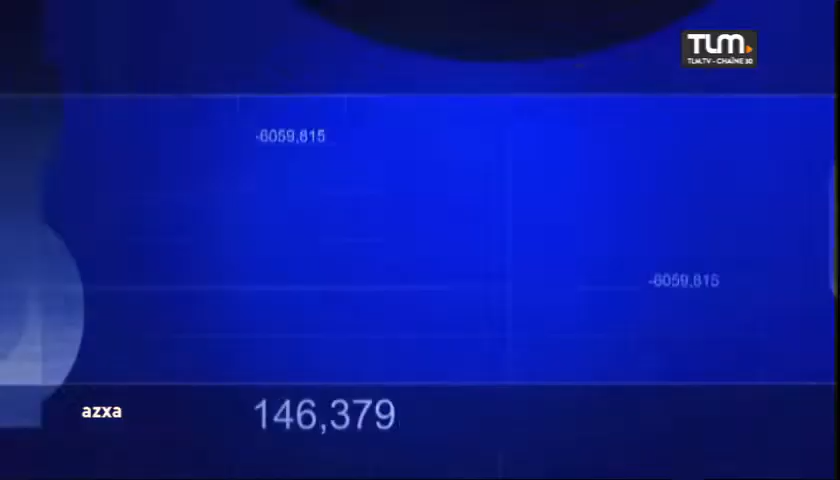 TLM
TLM.TV - CHAÎNE 30
-6059,815
-6059,815
azxa
146,379